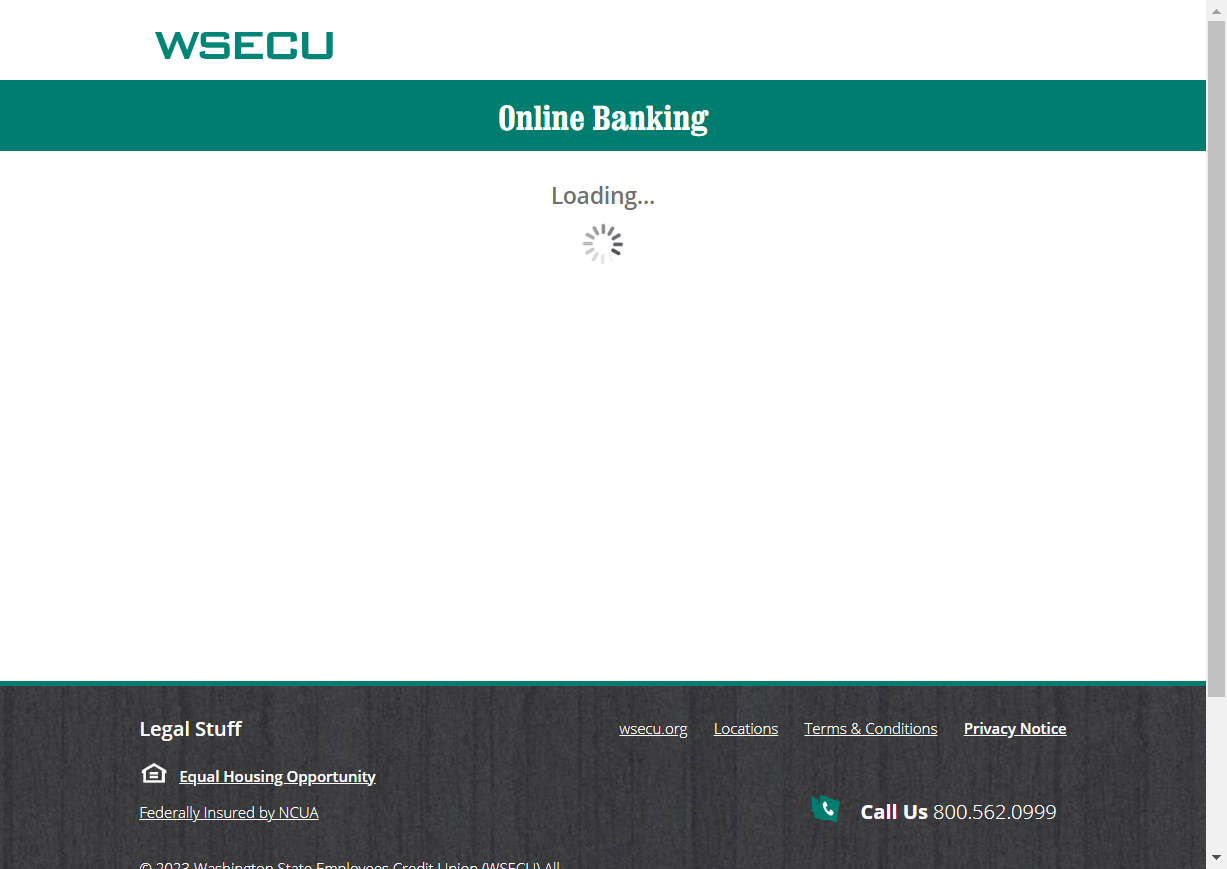 WSECU
Online Banking
Loading...
Legal Stuff
wsecu.org Locations Terms & Conditions Privacy Notice
Equal Housing Opportunity
Federally Insured by NCUA
Call Us 800.562.0999
© 2023 Washington State Employees Credit Union (WSECU) All